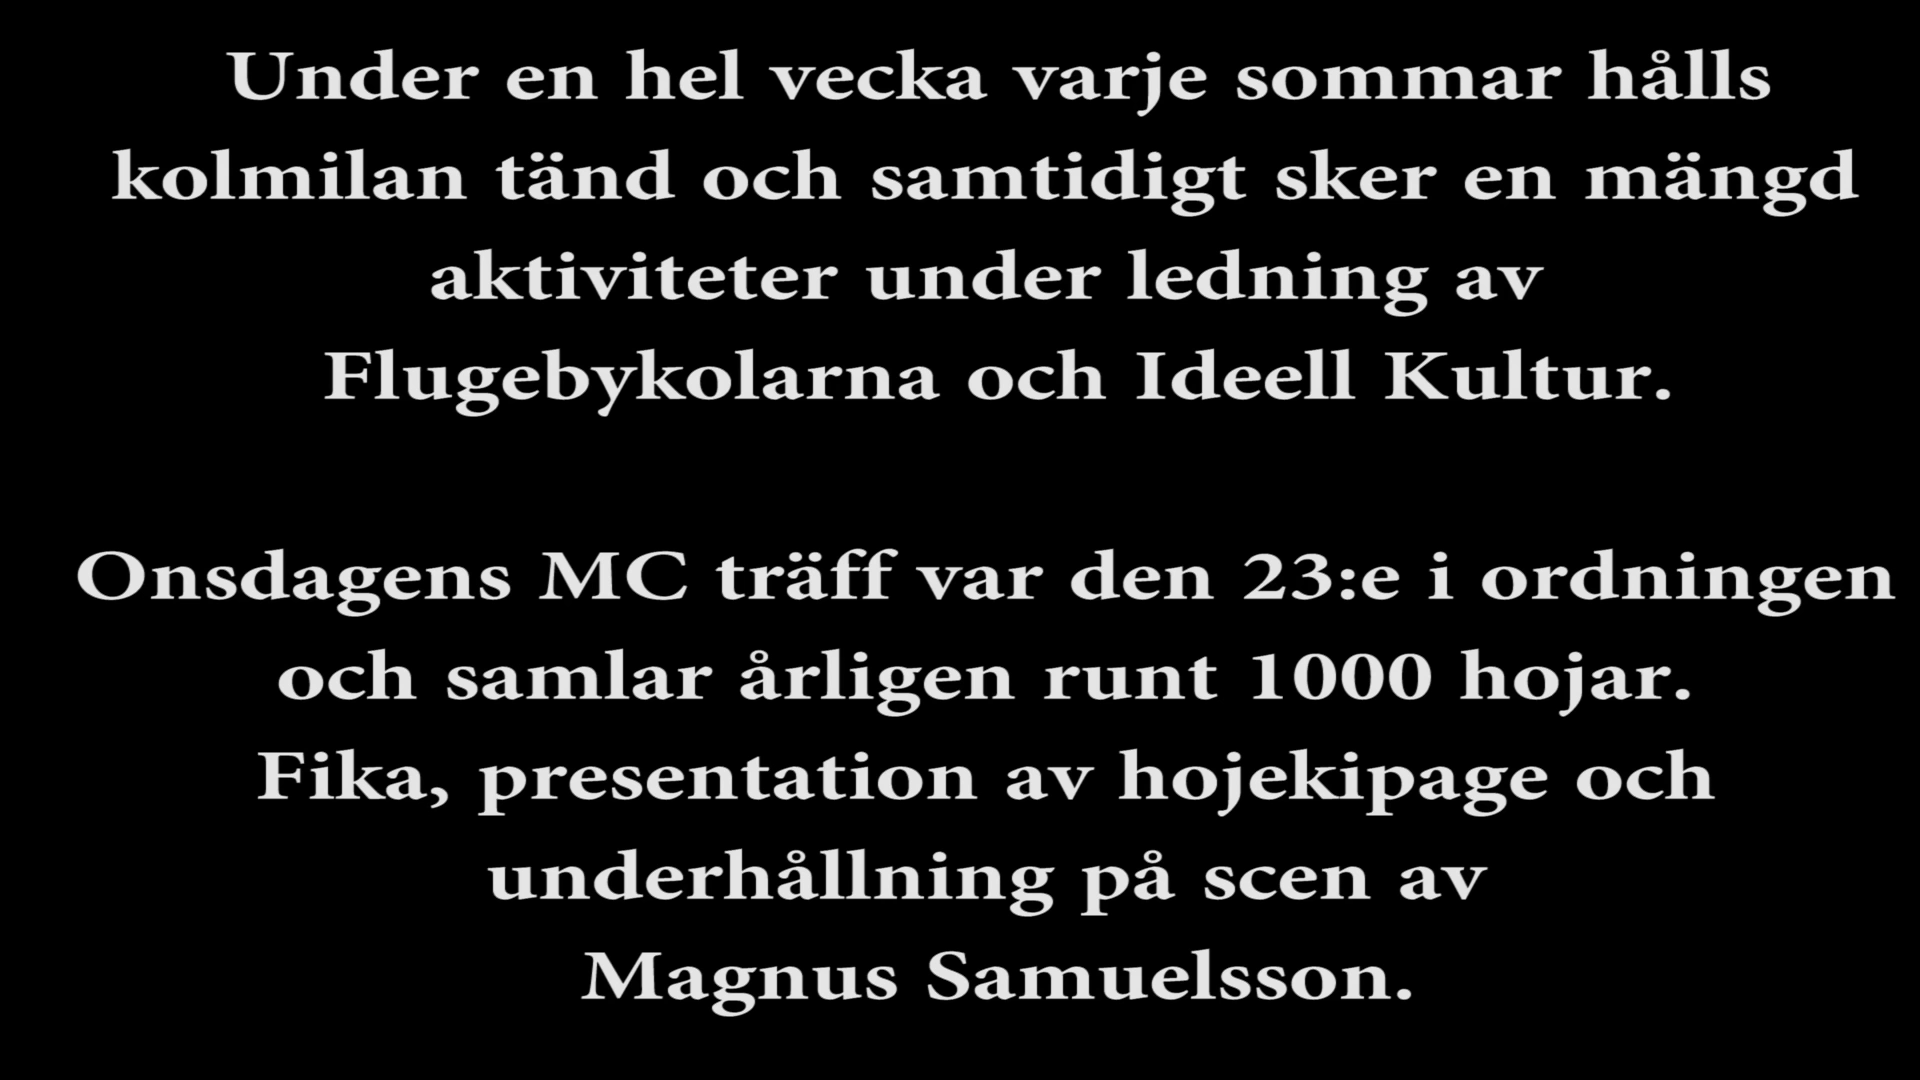 Under en hel vecka varje sommar hålls
kolmilan tänd och samtidigt sker en mängd
aktiviteter under ledning av
Flugebykolarna och Ideell Kultur.
Onsdagens MC träff var den 23:e i ordningen
och samlar årligen runt 1000 hojar.
Fika, presentation av hojekipage och
underhållning på scen av
Magnus Samuelsson.